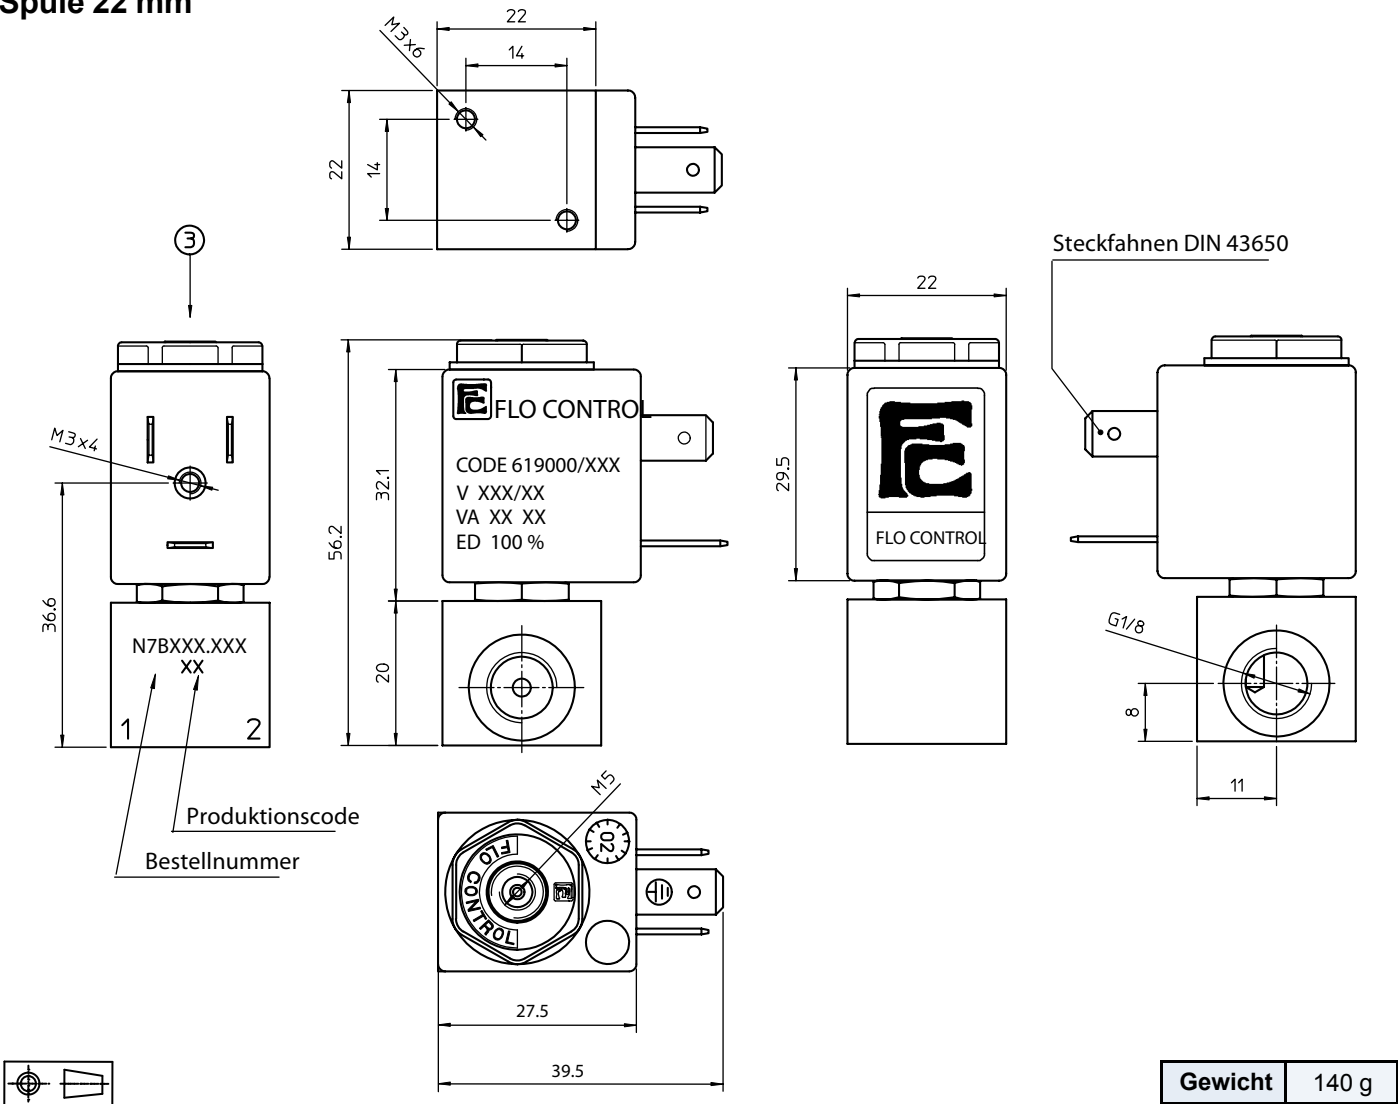 Spule 22 mm
M3x6
22
14
22
14
3
Steckfahnen DIN 43650
22
M3x4
36.6
56.2
32.1
20
FC FLO CONTROL
CODE 619000/XXX
V XXX/XX
VA XX XX
ED 100 %
29.5
FC
FLO CONTROL
G1/8
8
11
N7BXXX.XXX
XX
1 2
Produktionscode
Bestellnummer
M5
02
FLO CONTROL
FC
27.5
39.5
Gewicht 140 g